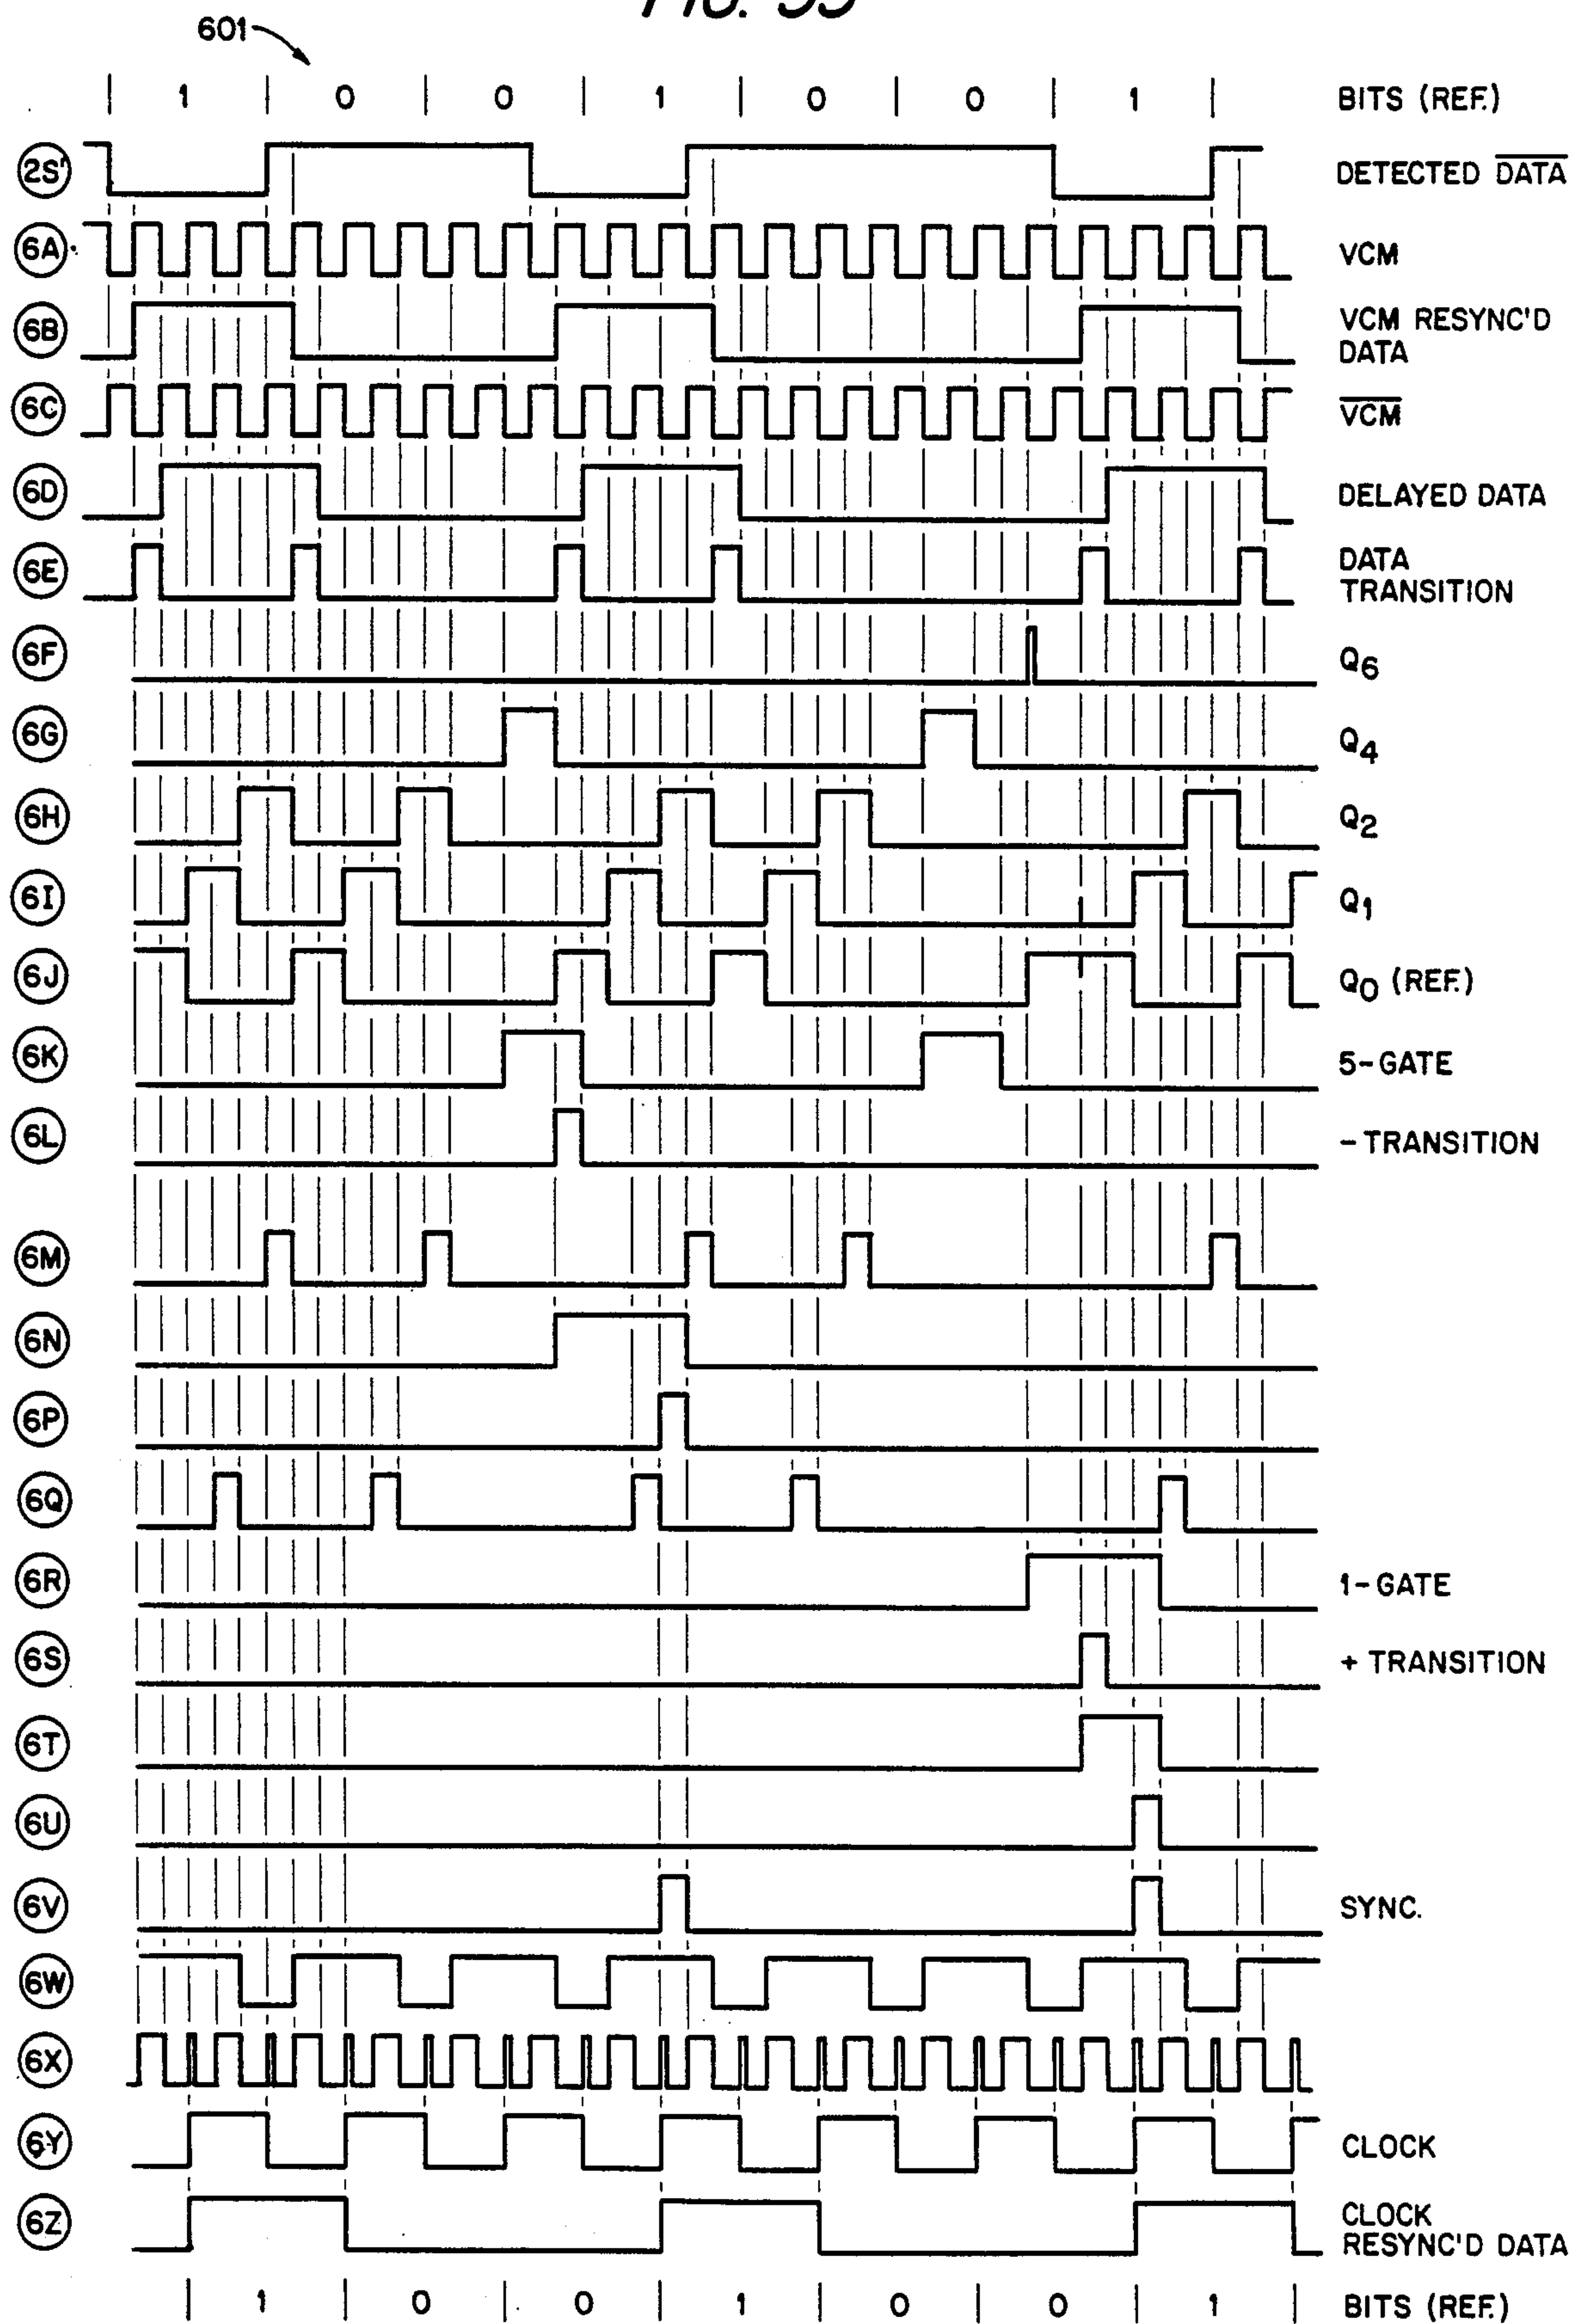 FIG. 35
601
| 1 | 0 | 0 | 1 | 0 | 0 | 1 | BITS (REF.)
2S' DETECTED DATA
6A VCM
6B VCM RESYNC'D
DATA
6C VCM
6D DELAYED DATA
6E DATA
TRANSITION
6F Q6
6G Q4
6H Q2
6I Q1
6J Q0 (REF.)
6K 5-GATE
6L - TRANSITION
6M
6N
6P
6Q
6R 1-GATE
6S + TRANSITION
6T
6U
6V SYNC.
6W
6X
6Y CLOCK
6Z CLOCK
RESYNC'D DATA
| 1 | 0 | 0 | 1 | 0 | 0 | 1 | BITS (REF.)